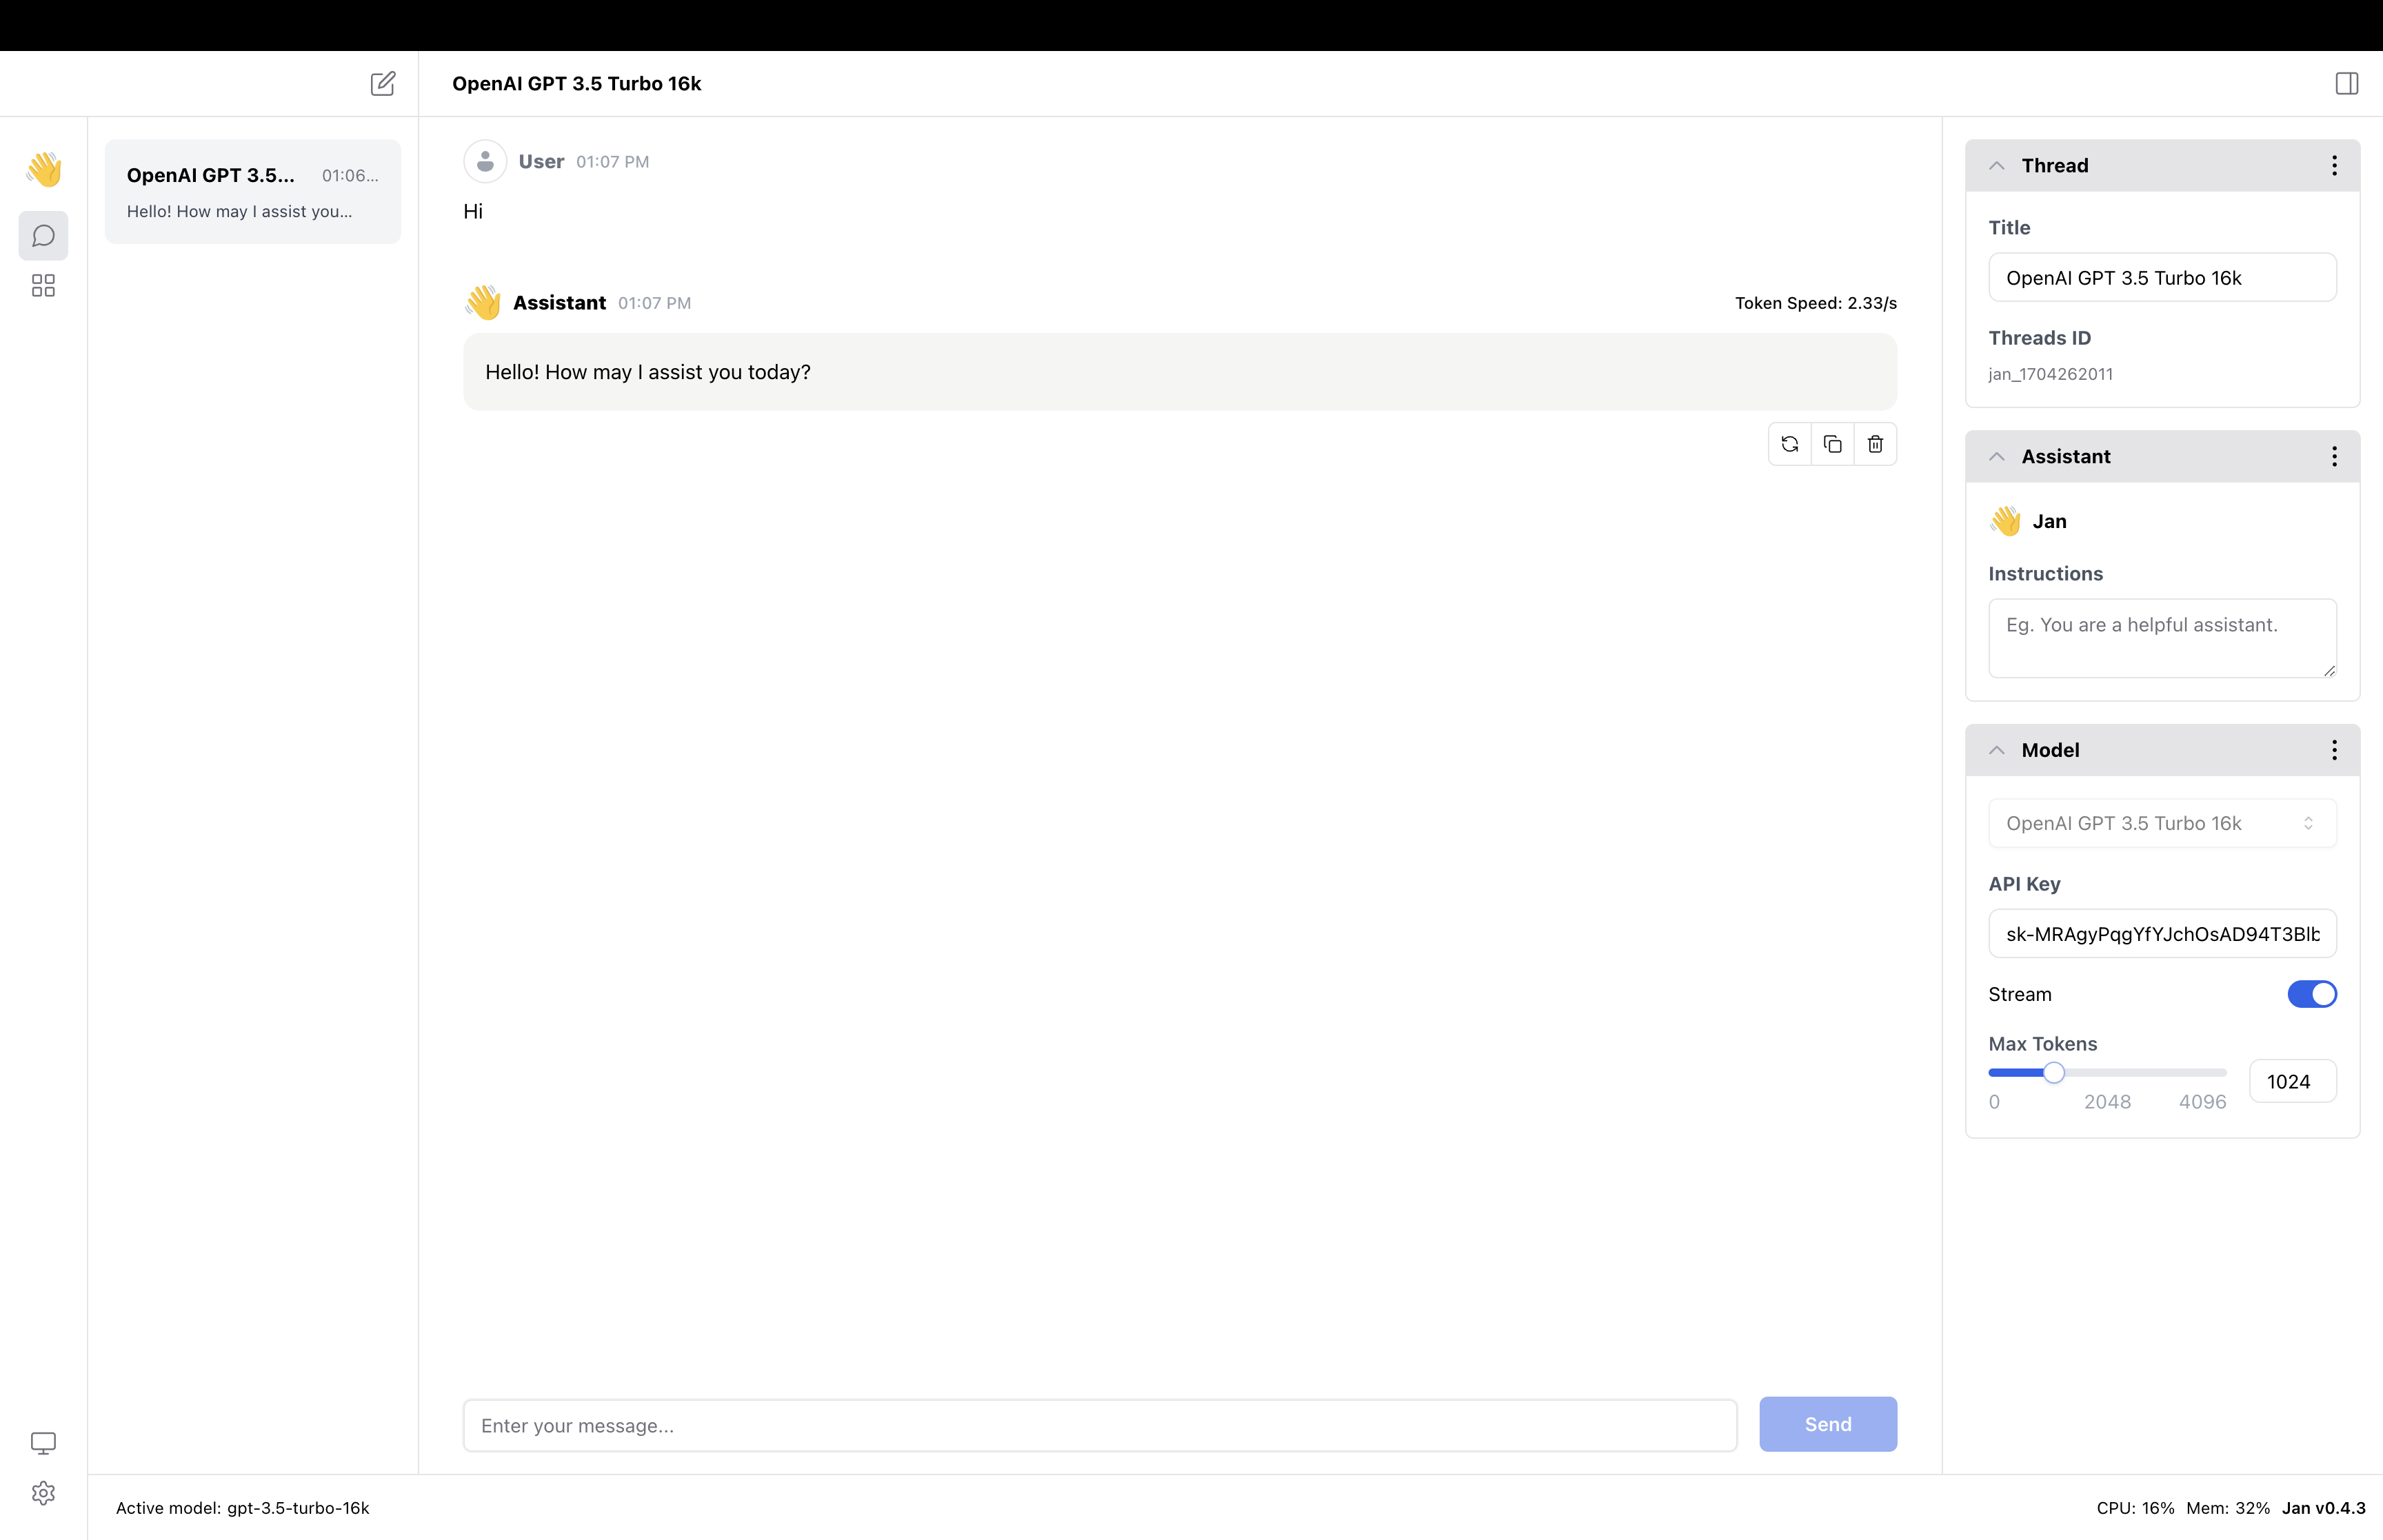 OpenAI GPT 3.5 Turbo 16k
OpenAI GPT 3.5... 01:06...
Hello! How may I assist you...
User 01:07 PM
Hi
Assistant 01:07 PM
Token Speed: 2.33/s
Hello! How may I assist you today?
Enter your message...
Send
Thread
Title
OpenAI GPT 3.5 Turbo 16k
Threads ID
jan_1704262011
Assistant
Jan
Instructions
Eg. You are a helpful assistant.
Model
OpenAI GPT 3.5 Turbo 16k
API Key
sk-MRAgyPqgYfYJchOsAD94T3Blb
Stream
Max Tokens
0 2048 4096
1024
Active model: gpt-3.5-turbo-16k
CPU: 16% Mem: 32% Jan v0.4.3